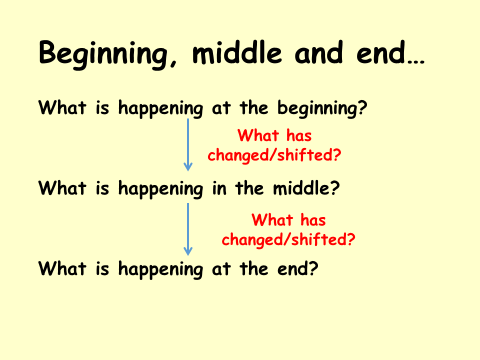 Beginning, middle and end…
What is happening at the beginning?
What has
changed/shifted?
What is happening in the middle?
What has
changed/shifted?
What is happening at the end?